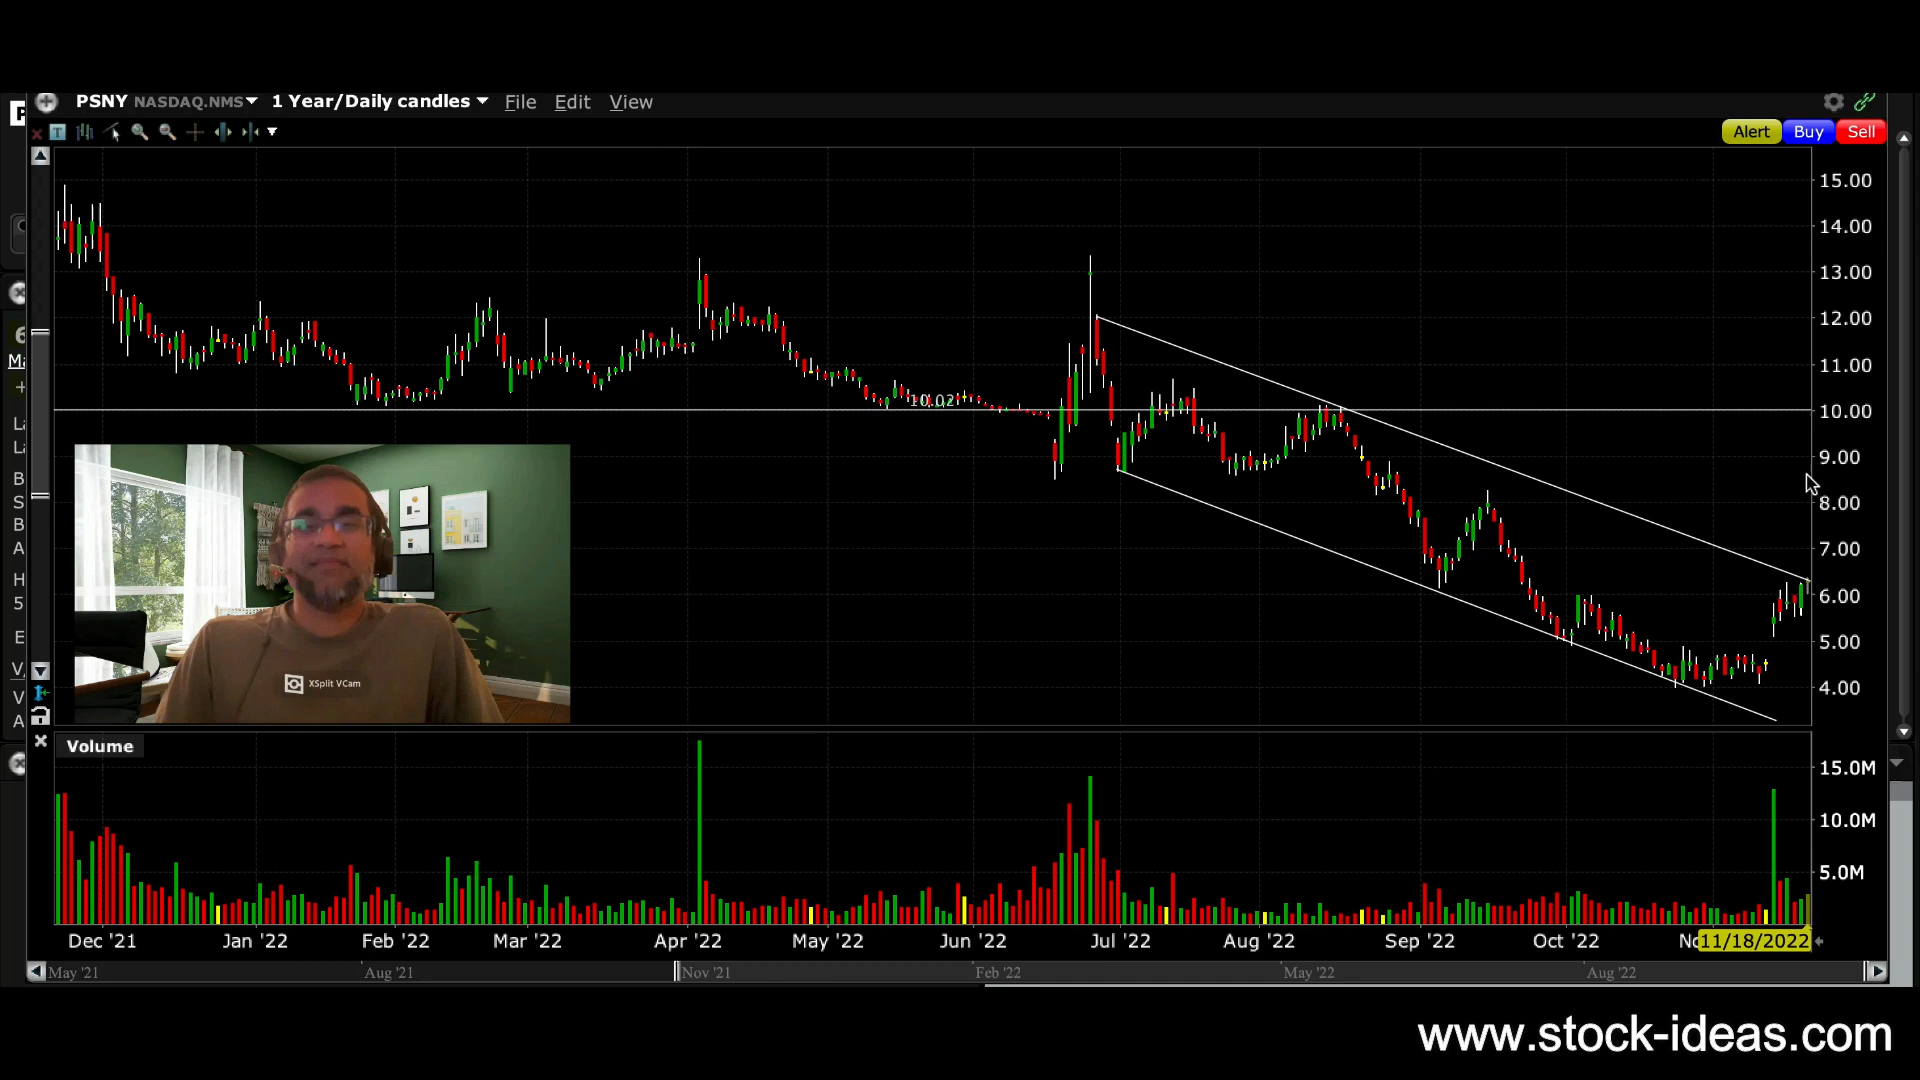 PSNY NASDAQ.NMS 1 Year/Daily candles File Edit View
Alert Buy Sell
15.00
14.00
13.00
12.00
11.00
10.02
10.00
9.00
8.00
7.00
6.00
5.00
4.00
XSplit VCam
Volume
15.0M
10.0M
5.0M
Dec '21 Jan '22 Feb '22 Mar '22 Apr '22 May '22 Jun '22 Jul '22 Aug '22 Sep '22 Oct '22 11/18/2022
May '21 Aug '21 Nov '21 Feb '22 May '22 Aug '22
www.stock-ideas.com